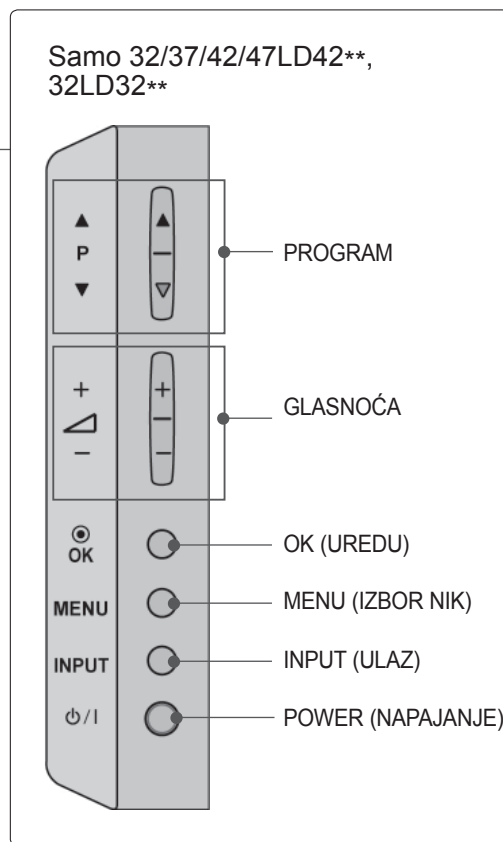 Samo 32/37/42/47LD42**,
32LD32**
▲
P
▼
PROGRAM
+
−
+
−
GLASNOĆA
OK
OK (UREDU)
MENU
MENU (IZBOR NIK)
INPUT
INPUT (ULAZ)
⏻/I
POWER (NAPAJANJE)